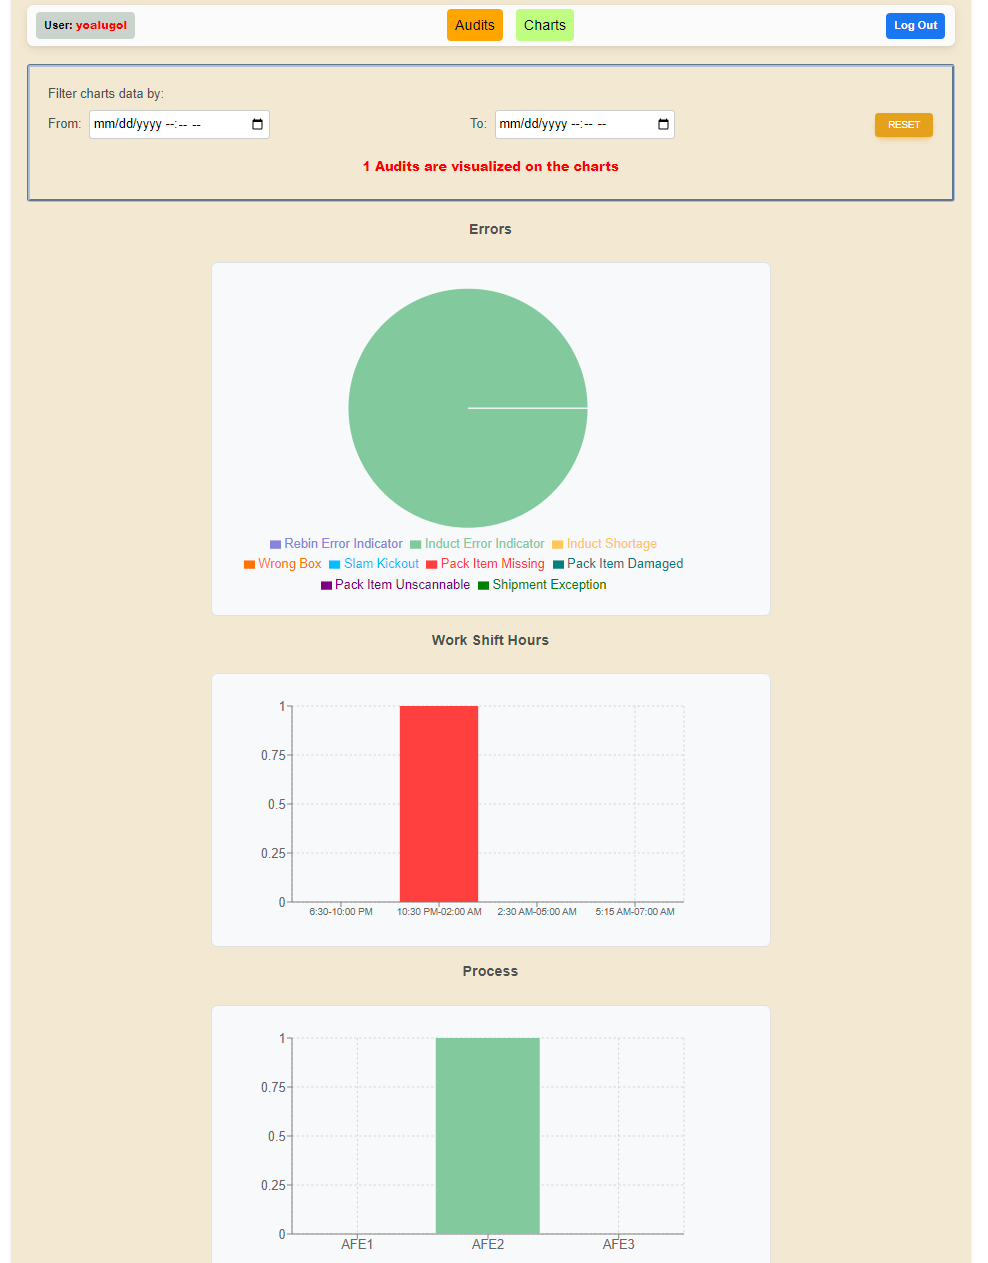 User: yoalugol Audits Charts Log Out
Filter charts data by:
From: mm/dd/yyyy --:-- -- To: mm/dd/yyyy --:-- -- RESET
1 Audits are visualized on the charts
Errors
Rebin Error Indicator Induct Error Indicator Induct Shortage
Wrong Box Slam Kickout Pack Item Missing Pack Item Damaged
Pack Item Unscannable Shipment Exception
Work Shift Hours
1
0.75
0.5
0.25
0
6:30-10:00 PM 10:30 PM-02:00 AM 2:30 AM-05:00 AM 5:15 AM-07:00 AM
Process
1
0.75
0.5
0.25
0
AFE1 AFE2 AFE3